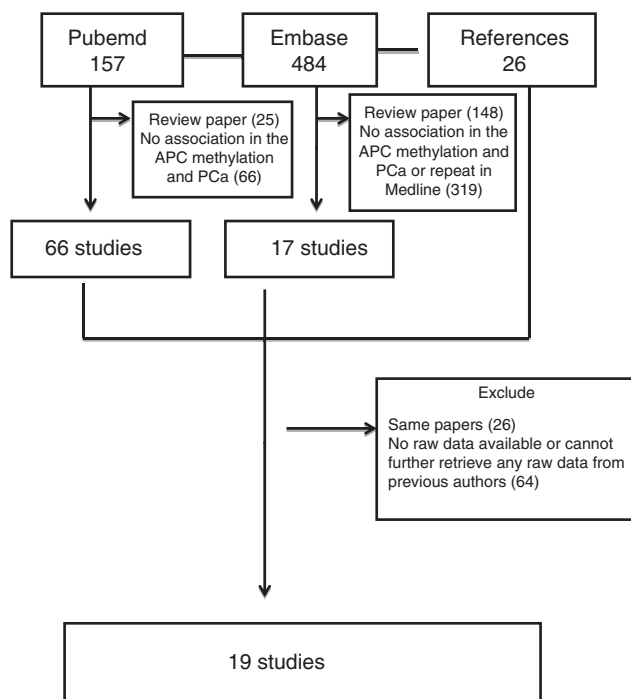 Pubemd
157
Embase
484
References
26
Review paper (25)
No association in the
APC methylation
and PCa (66)
Review paper (148)
No association in the
APC methylation and
PCa or repeat in
Medline (319)
66 studies
17 studies
Exclude
Same papers (26)
No raw data available or cannot
further retrieve any raw data from
previous authors (64)
19 studies